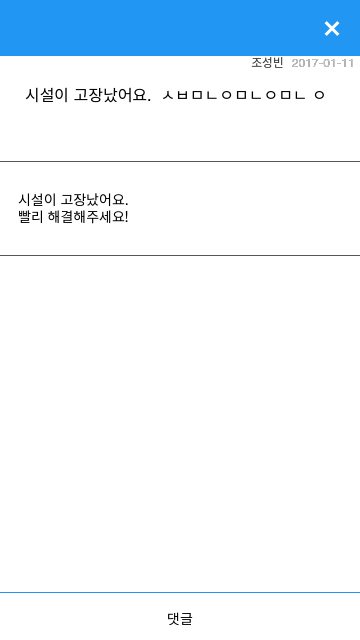 조성빈 2017-01-11
시설이 고장났어요. ㅅㅂㅁㄴㅇㅁㄴㅇㅁㄴ ㅇ
시설이 고장났어요.
빨리 해결해주세요!
댓글